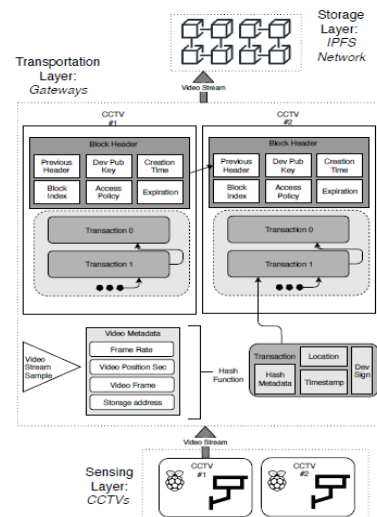 Storage
Layer:
IPFS
Network
Transportation
Layer:
Gateways
Video Stream
CCTV
#1
Block Header
Previous
Header
Dev Pub
Key
Creation
Time
Block
Index
Access
Policy
Expiration
Transaction 0
Transaction 1
CCTV
#2
Block Header
Previous
Header
Dev Pub
Key
Creation
Time
Block
Index
Access
Policy
Expiration
Transaction 0
Transaction 1
Video
Stream
Sample
Video Metadata
Frame Rate
Video Position Sec
Video Frame
Storage address
Hash
Function
Transaction
Hash
Metadata
Location
Timestamp
Dev
Sign
Video Stream
Sensing
Layer:
CCTVs
CCTV
#1
CCTV
#2